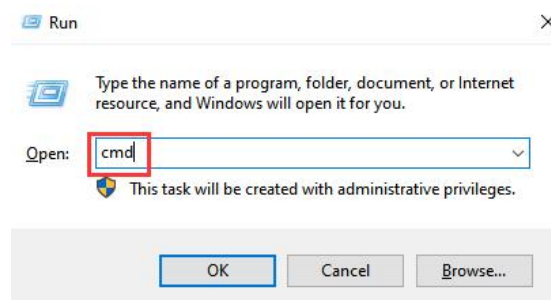 Run
Type the name of a program, folder, document, or Internet
resource, and Windows will open it for you.
Open: cmd
This task will be created with administrative privileges.
OK Cancel Browse...